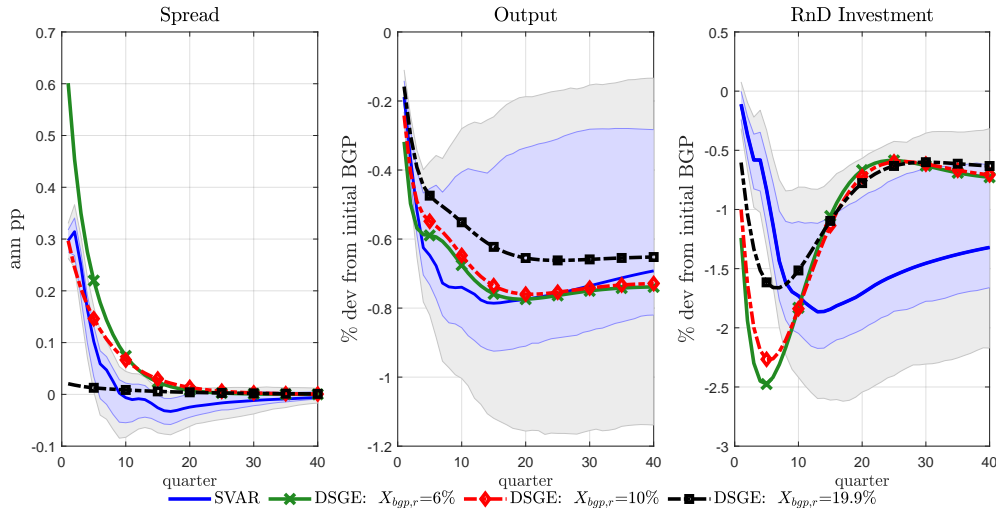 Spread
Output
RnD Investment
ann pp
0.7
0.6
0.5
0.4
0.3
0.2
0.1
0
-0.1
0 10 20 30 40
quarter
% dev from initial BGP
0
-0.2
-0.4
-0.6
-0.8
-1
-1.2
0 10 20 30 40
quarter
% dev from initial BGP
0.5
0
-0.5
-1
-1.5
-2
-2.5
-3
0 10 20 30 40
quarter
SVAR DSGE: X_{bgp,r}=6% DSGE: X_{bgp,r}=10% DSGE: X_{bgp,r}=19.9%